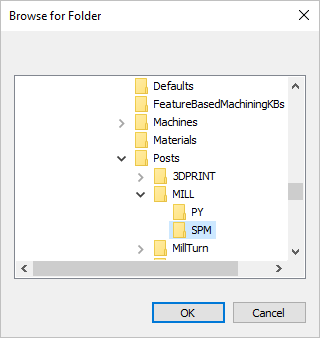 Browse for Folder
Defaults
FeatureBasedMachiningKBs
Machines
Materials
Posts
3DPRINT
MILL
PY
SPM
MillTurn
OK
Cancel